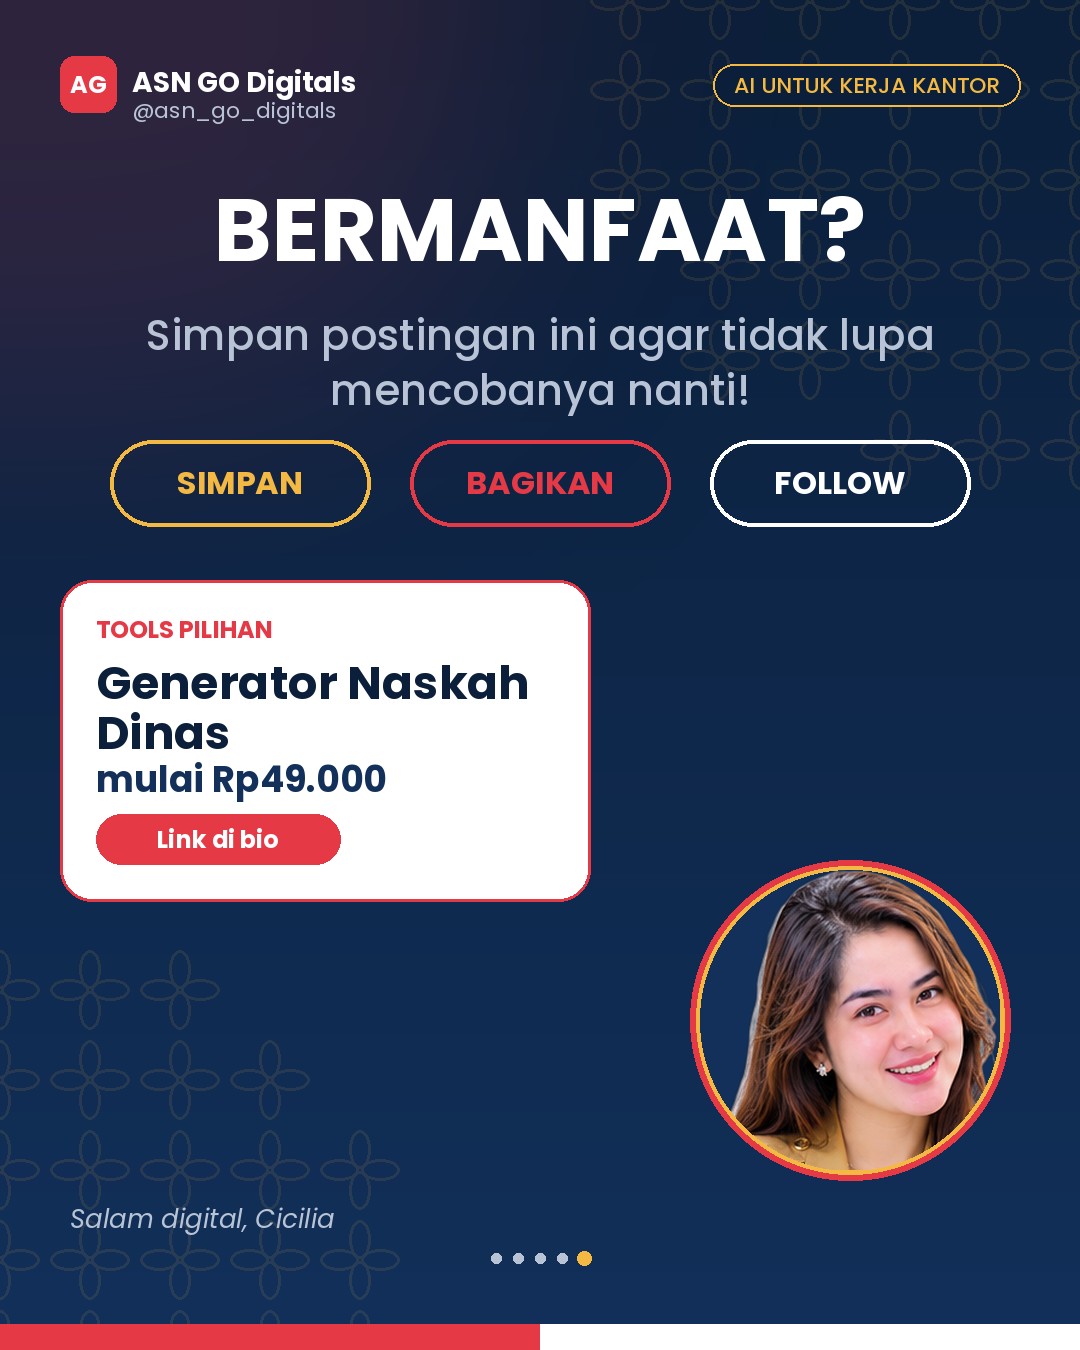 AG
ASN GO Digitals
@asn_go_digitals
AI UNTUK KERJA KANTOR
BERMANFAAT?
Simpan postingan ini agar tidak lupa
mencobanya nanti!
SIMPAN
BAGIKAN
FOLLOW
TOOLS PILIHAN
Generator Naskah
Dinas
mulai Rp49.000
Link di bio
Salam digital, Cicilia